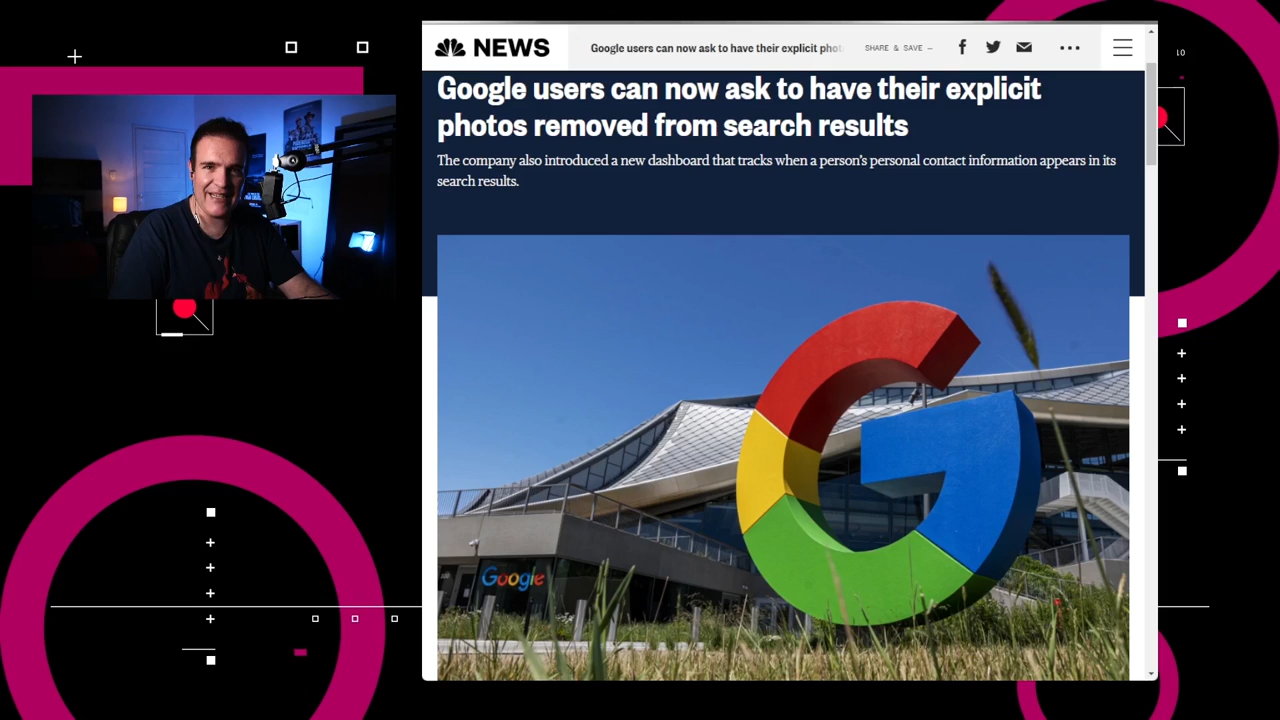 NEWS
Google users can now ask to have their explicit phot
SHARE & SAVE —
Google users can now ask to have their explicit
photos removed from search results
The company also introduced a new dashboard that tracks when a person's personal contact information appears in its
search results.
10
Google